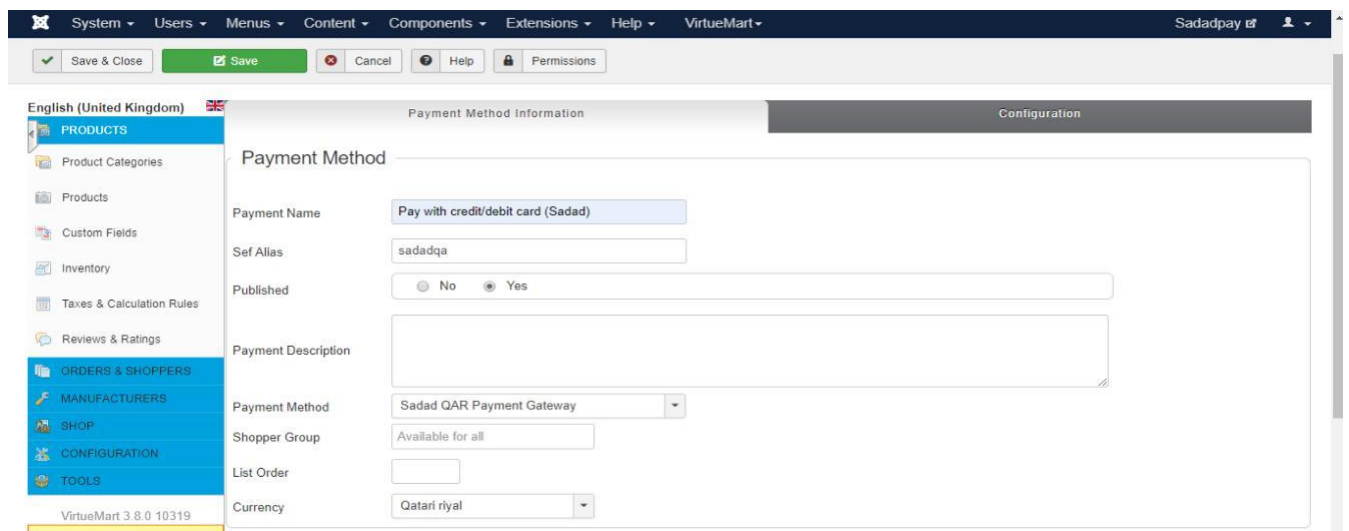 System Users Menus Content Components Extensions Help VirtueMart Sadadpay
Save & Close Save Cancel Help Permissions
English (United Kingdom)
Payment Method Information Configuration
PRODUCTS
Product Categories
Products
Custom Fields
Inventory
Taxes & Calculation Rules
Reviews & Ratings
ORDERS & SHOPPERS
MANUFACTURERS
SHOP
CONFIGURATION
TOOLS
VirtueMart 3.8.0 10319
Payment Method
Payment Name Pay with credit/debit card (Sadad)
Sef Alias sadadqa
Published No Yes
Payment Description
Payment Method Sadad QAR Payment Gateway
Shopper Group Available for all
List Order
Currency Qatari riyal